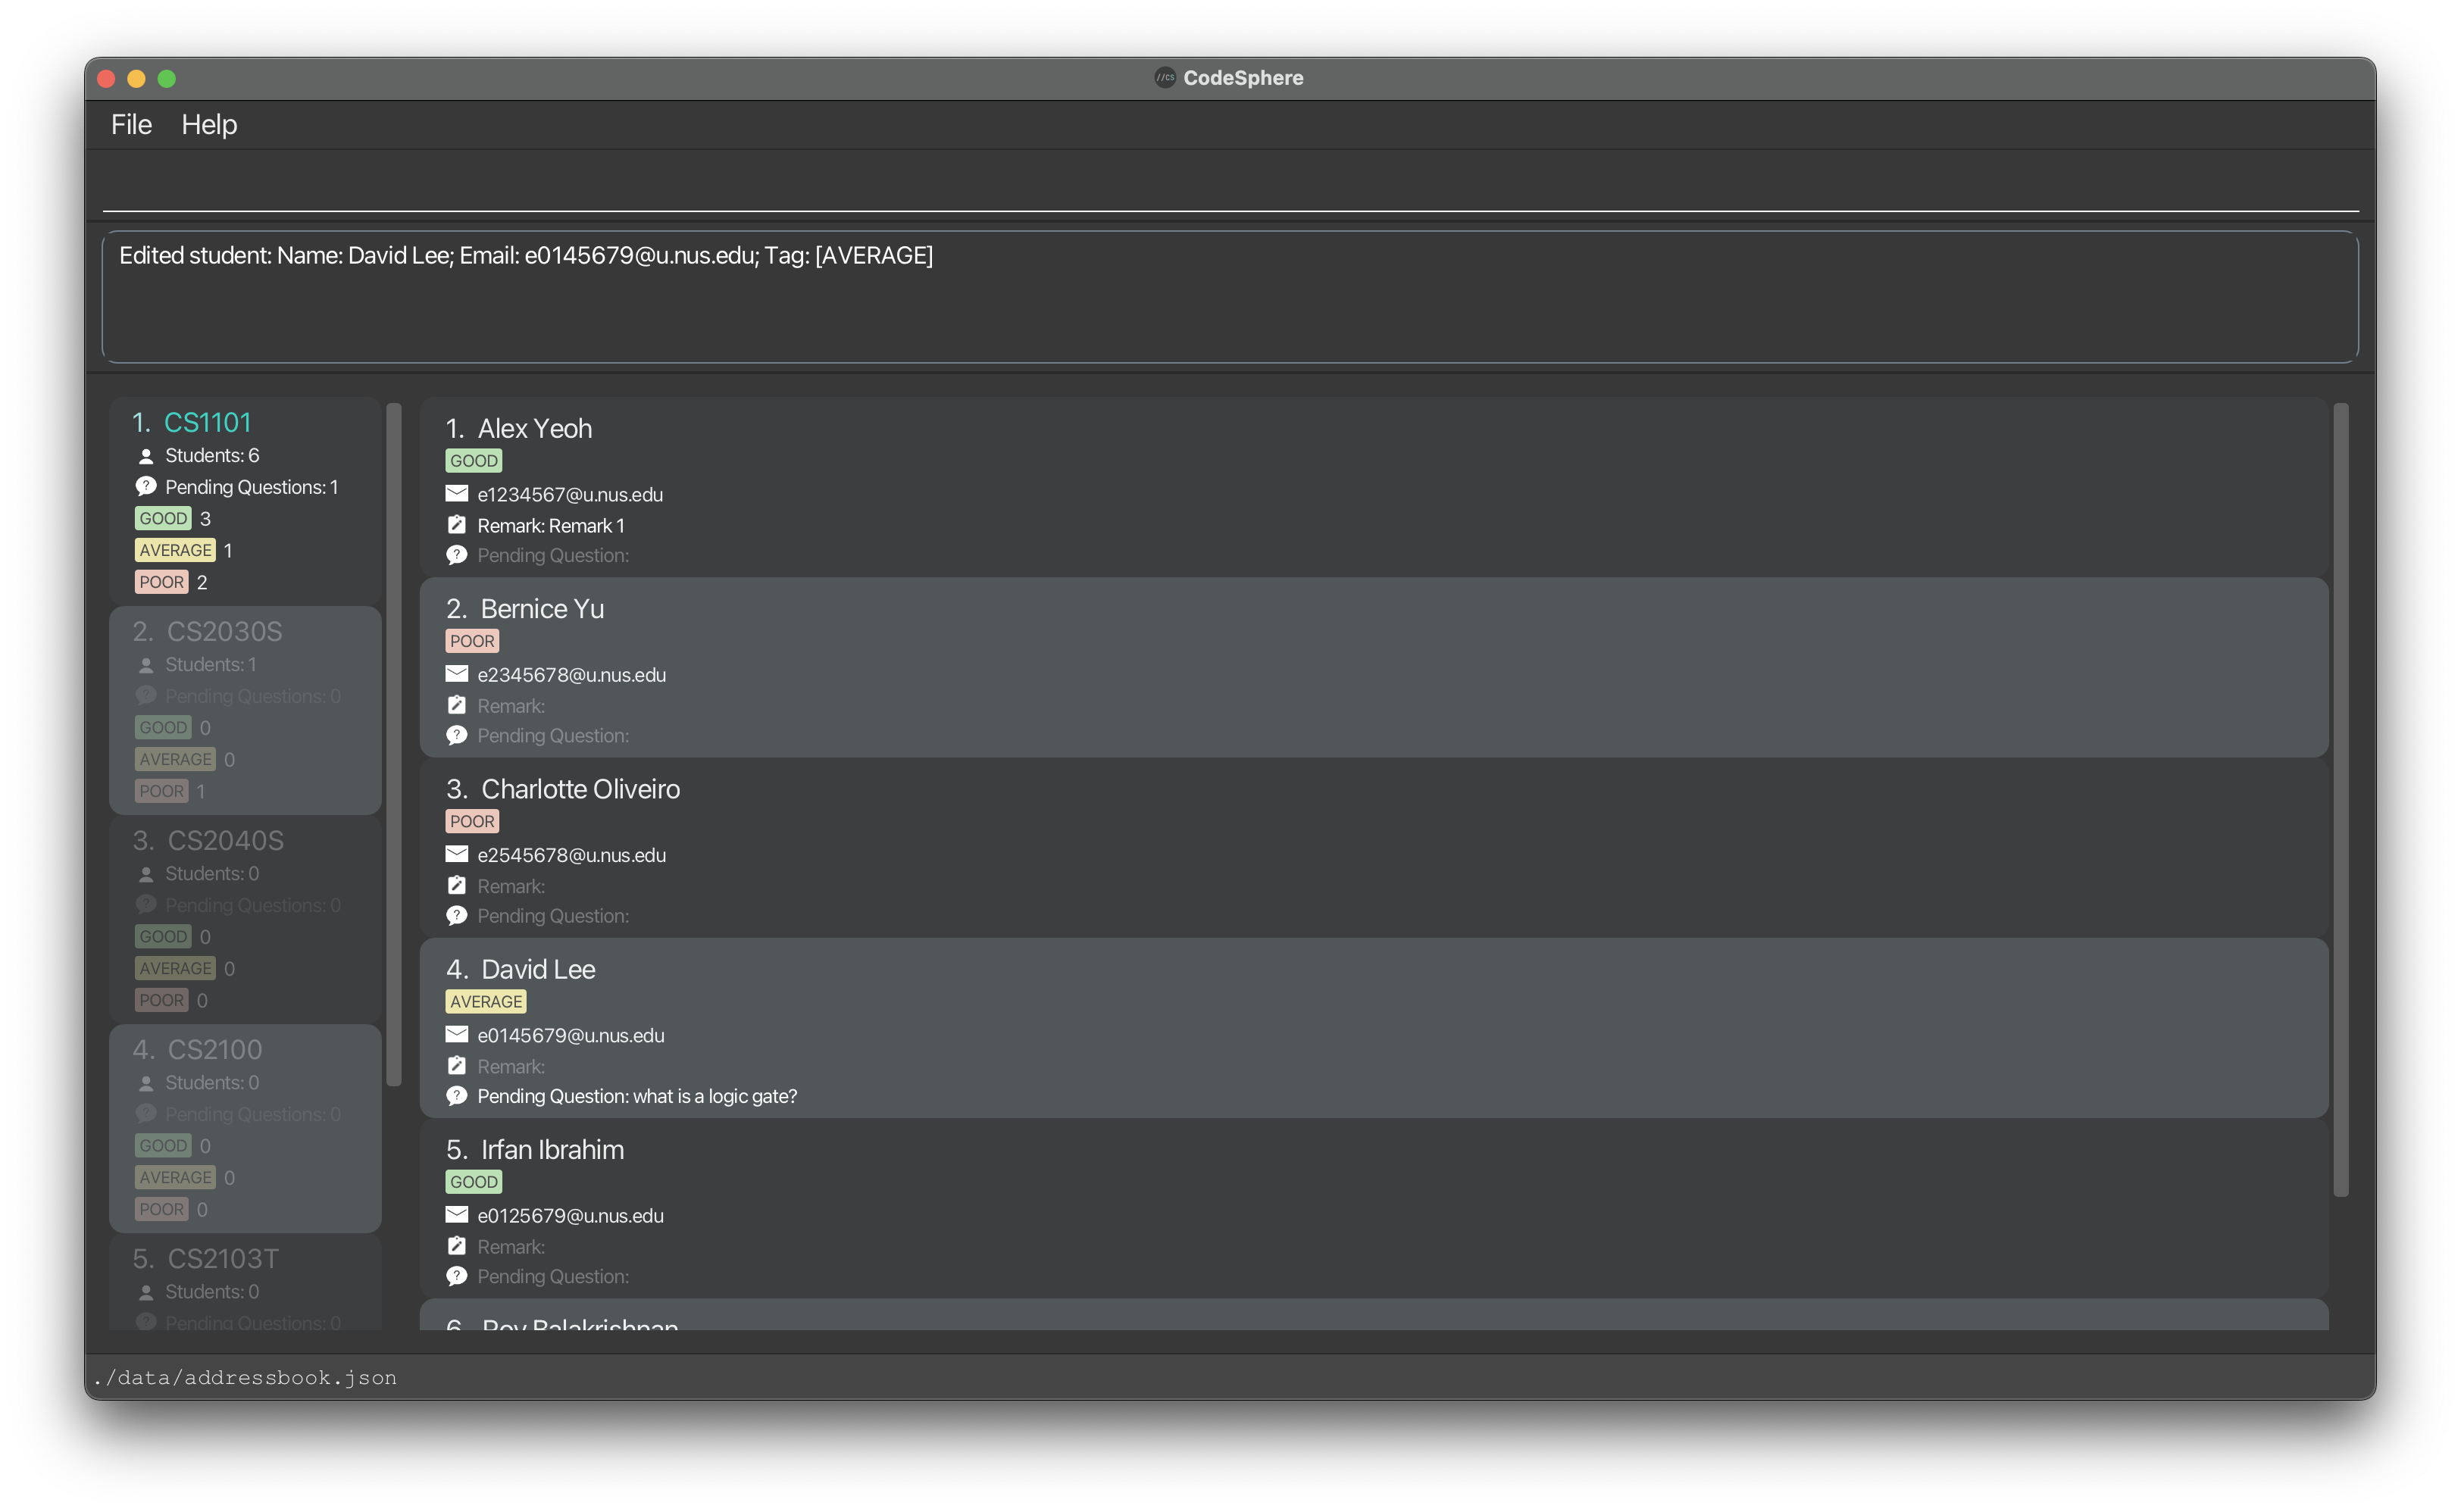 //cs CodeSphere
File Help
Edited student: Name: David Lee; Email: e0145679@u.nus.edu; Tag: [AVERAGE]
1. CS1101
Students: 6
Pending Questions: 1
GOOD 3
AVERAGE 1
POOR 2
2. CS2030S
Students: 1
Pending Questions: 0
GOOD 0
AVERAGE 0
POOR 1
3. CS2040S
Students: 0
Pending Questions: 0
GOOD 0
AVERAGE 0
POOR 0
4. CS2100
Students: 0
Pending Questions: 0
GOOD 0
AVERAGE 0
POOR 0
5. CS2103T
Students: 0
Pending Questions: 0
1. Alex Yeoh
GOOD
e1234567@u.nus.edu
Remark: Remark 1
Pending Question:
2. Bernice Yu
POOR
e2345678@u.nus.edu
Remark:
Pending Question:
3. Charlotte Oliveiro
POOR
e2545678@u.nus.edu
Remark:
Pending Question:
4. David Lee
AVERAGE
e0145679@u.nus.edu
Remark:
Pending Question: what is a logic gate?
5. Irfan Ibrahim
GOOD
e0125679@u.nus.edu
Remark:
Pending Question:
6. Roy Balakrishnan
./data/addressbook.json